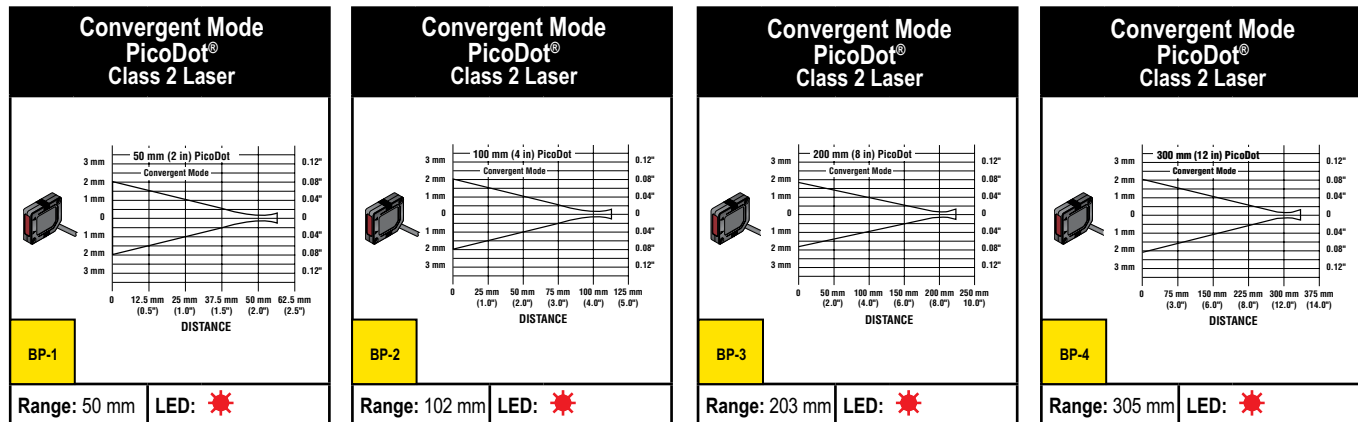 Convergent Mode
PicoDot®
Class 2 Laser
50 mm (2 in) PicoDot
Convergent Mode
3 mm 0.12"
2 mm 0.08"
1 mm 0.04"
0 0
1 mm 0.04"
2 mm 0.08"
3 mm 0.12"
0 12.5 mm 25 mm 37.5 mm 50 mm 62.5 mm
(0.5") (1.0") (1.5") (2.0") (2.5")
DISTANCE
BP-1
Range: 50 mm LED:
Convergent Mode
PicoDot®
Class 2 Laser
100 mm (4 in) PicoDot
3 mm 0.12"
Convergent Mode
2 mm 0.08"
1 mm 0.04"
0 0
1 mm 0.04"
2 mm 0.08"
3 mm 0.12"
0 25 mm 50 mm 75 mm 100 mm 125 mm
(1.0") (2.0") (3.0") (4.0") (5.0")
DISTANCE
BP-2
Range: 102 mm LED:
Convergent Mode
PicoDot®
Class 2 Laser
200 mm (8 in) PicoDot
3 mm 0.12"
Convergent Mode
2 mm 0.08"
1 mm 0.04"
0 0
1 mm 0.04"
2 mm 0.08"
3 mm 0.12"
0 50 mm 100 mm 150 mm 200 mm 250 mm
(2.0") (4.0") (6.0") (8.0") 10.0")
DISTANCE
BP-3
Range: 203 mm LED:
Convergent Mode
PicoDot®
Class 2 Laser
300 mm (12 in) PicoDot
3 mm 0.12"
Convergent Mode
2 mm 0.08"
1 mm 0.04"
0 0
1 mm 0.04"
2 mm 0.08"
3 mm 0.12"
0 75 mm 150 mm 225 mm 300 mm 375 mm
(3.0") (6.0") (8.0") (12.0") (14.0")
DISTANCE
BP-4
Range: 305 mm LED: